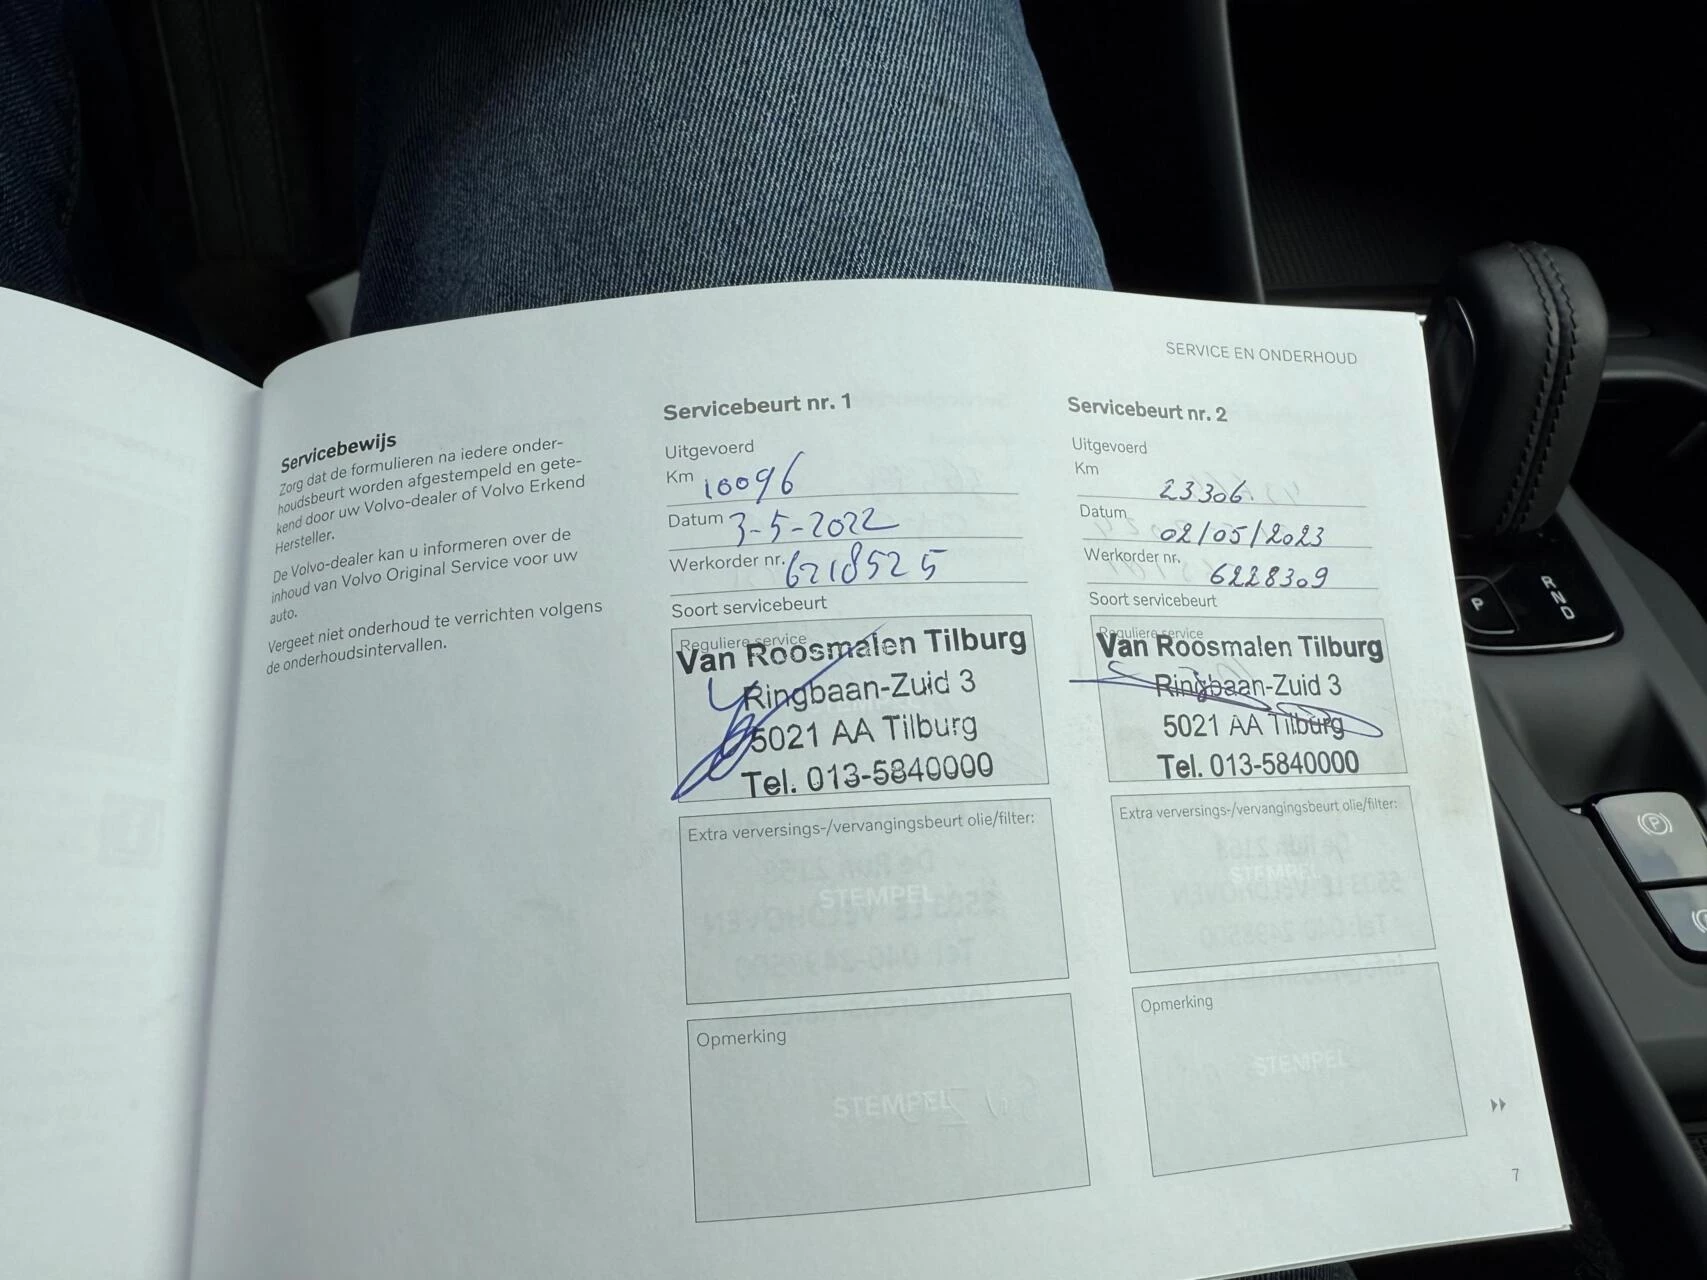 SERVICE EN ONDERHOUD
Servicebewijs
Zorg dat de formulieren na iedere onder-
houdsbeurt worden afgestempeld en gete-
kend door uw Volvo-dealer of Volvo Erkend
Hersteller.
De Volvo-dealer kan u informeren over de
inhoud van Volvo Original Service voor uw
auto.
Vergeet niet onderhoud te verrichten volgens
de onderhoudsintervallen.
Servicebeurt nr. 1
Uitgevoerd
Km 10096
Datum 3-5-2022
Werkorder nr. 6218525
Soort servicebeurt
Reguliere service
Van Roosmalen Tilburg
Ringbaan-Zuid 3
5021 AA Tilburg
Tel. 013-5840000
Extra verversings-/vervangingsbeurt olie/filter:
STEMPEL
Opmerking
STEMPEL
Servicebeurt nr. 2
Uitgevoerd
Km 23306
Datum 02/05/2023
Werkorder nr. 6228309
Soort servicebeurt
Reguliere service
Van Roosmalen Tilburg
Ringbaan-Zuid 3
5021 AA Tilburg
Tel. 013-5840000
Extra verversings-/vervangingsbeurt olie/filter:
STEMPEL
Opmerking
STEMPEL
7
R
N
D
P
P